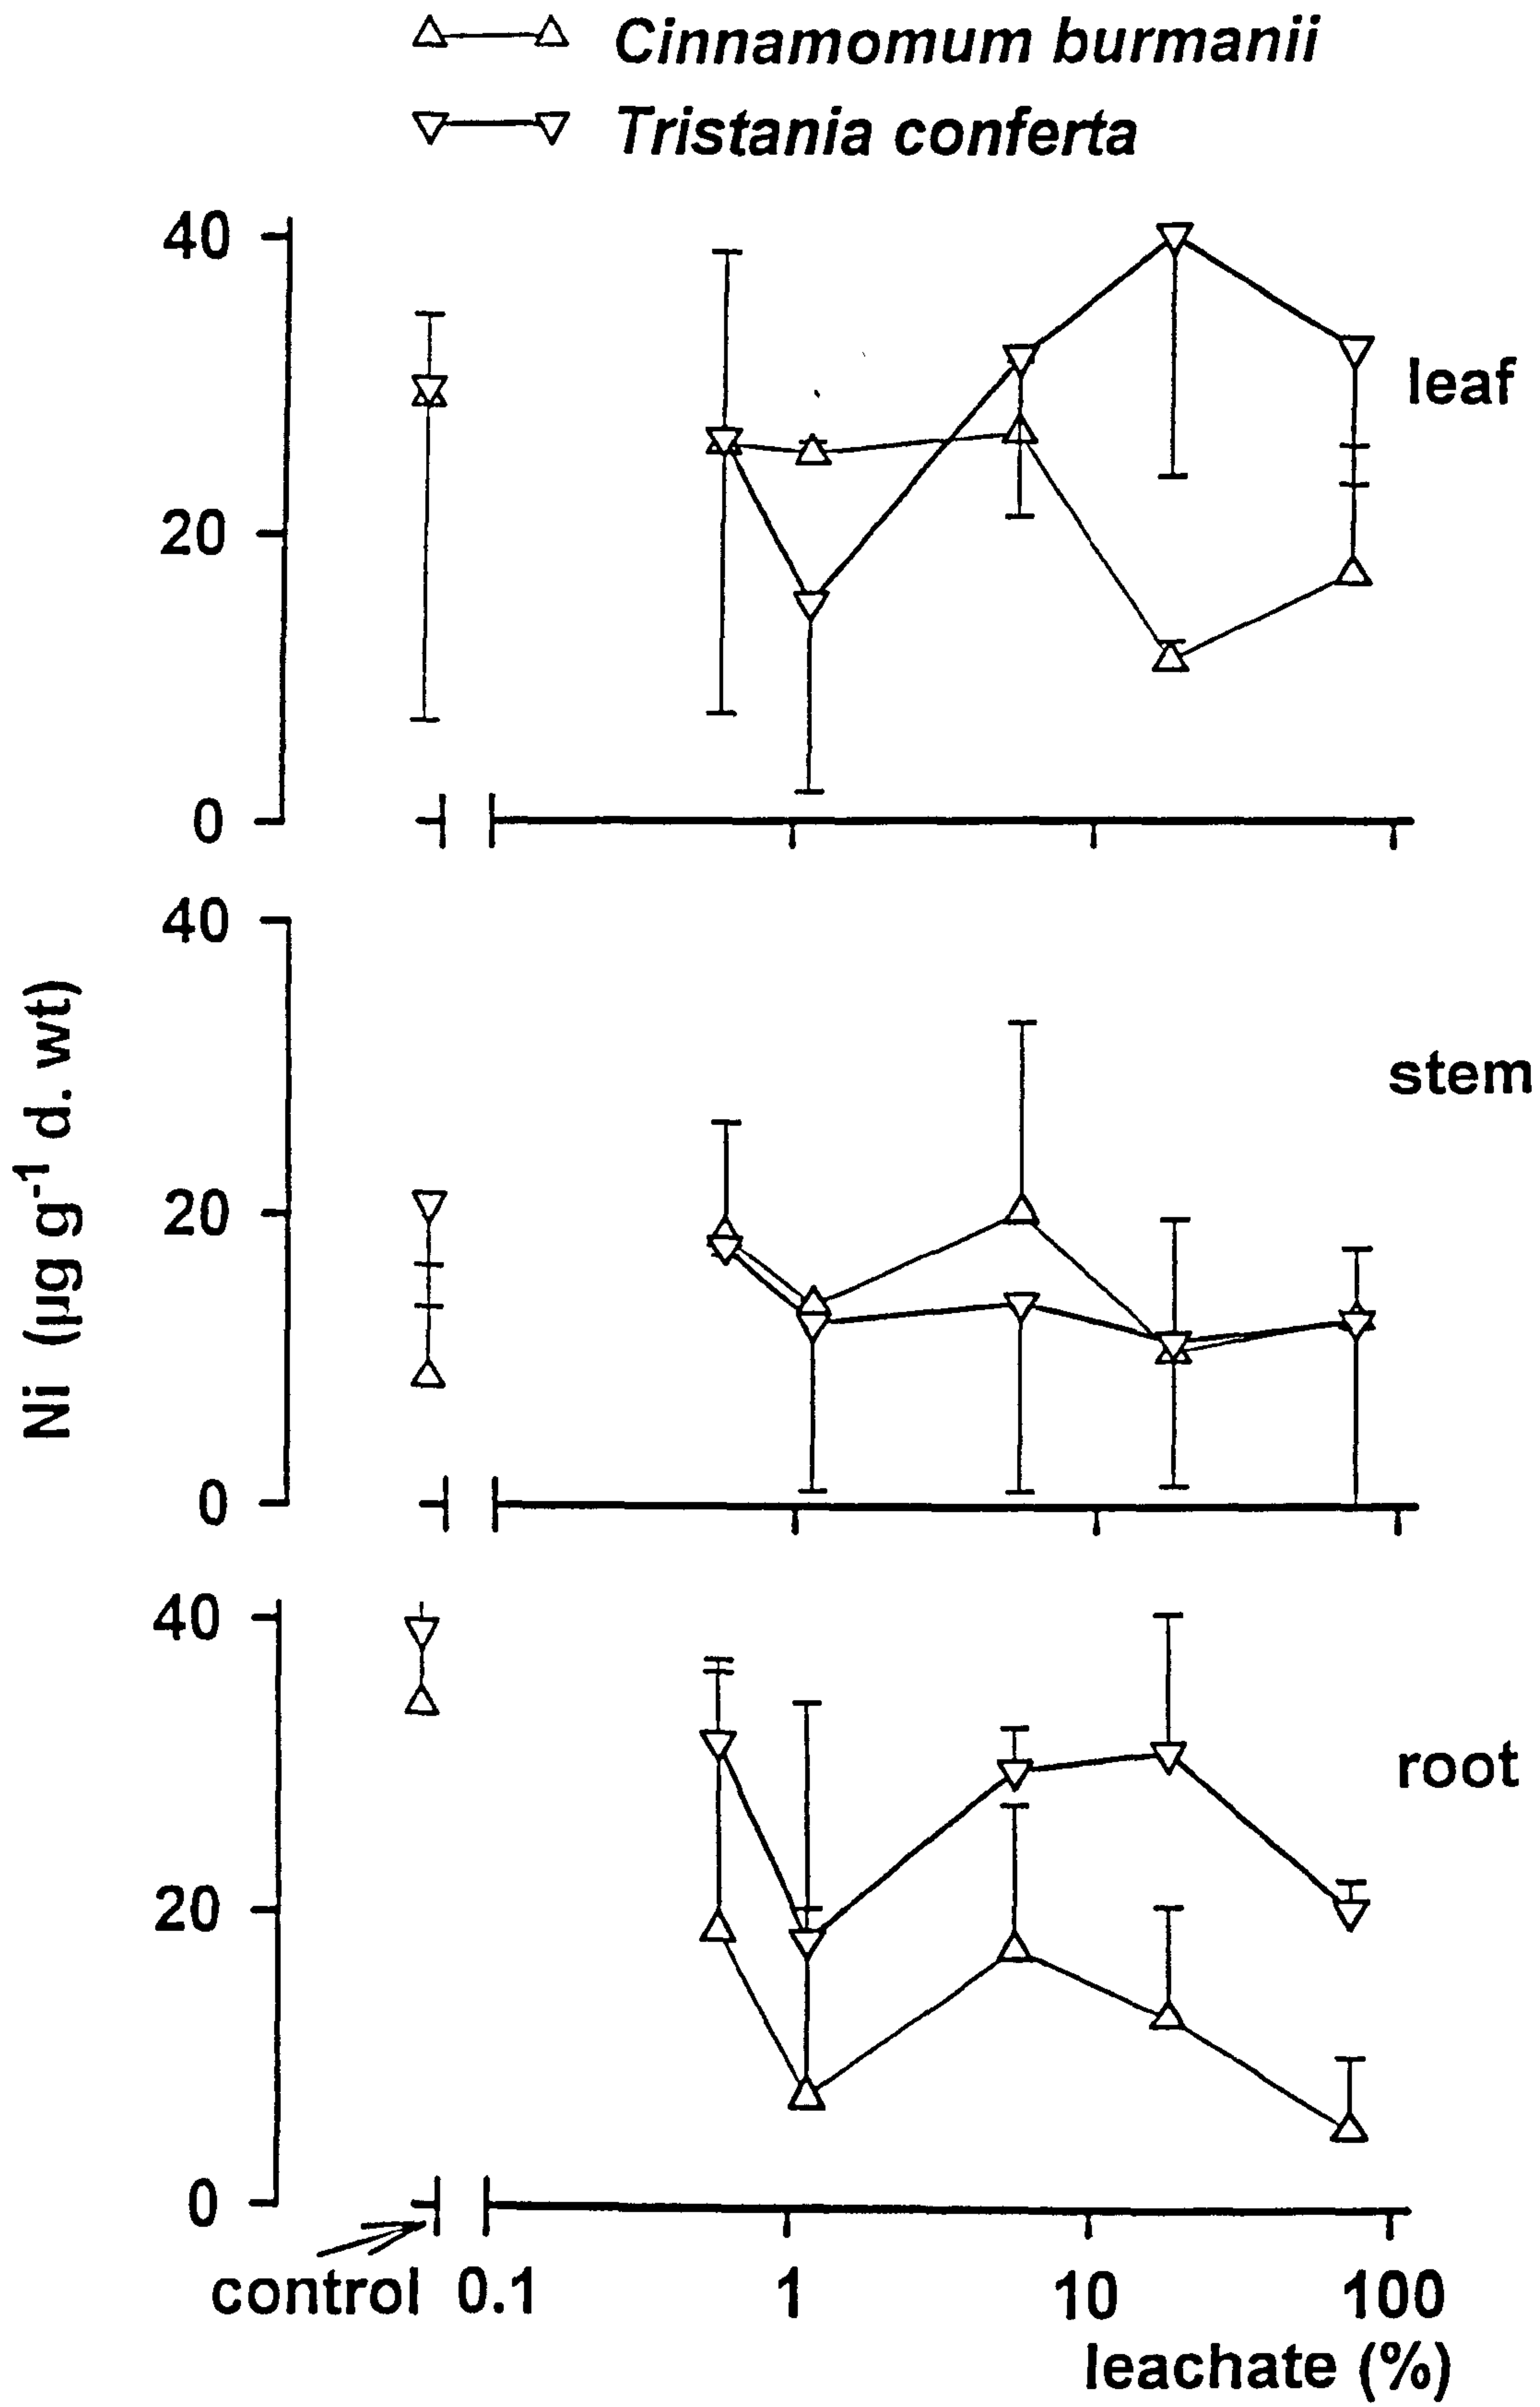 Cinnamomum burmanii
Tristania conferta
40
20
0
leaf
40
20
0
stem
Ni (µg g⁻¹ d. wt)
40
20
0
root
control 0.1 1 10 100
leachate (%)